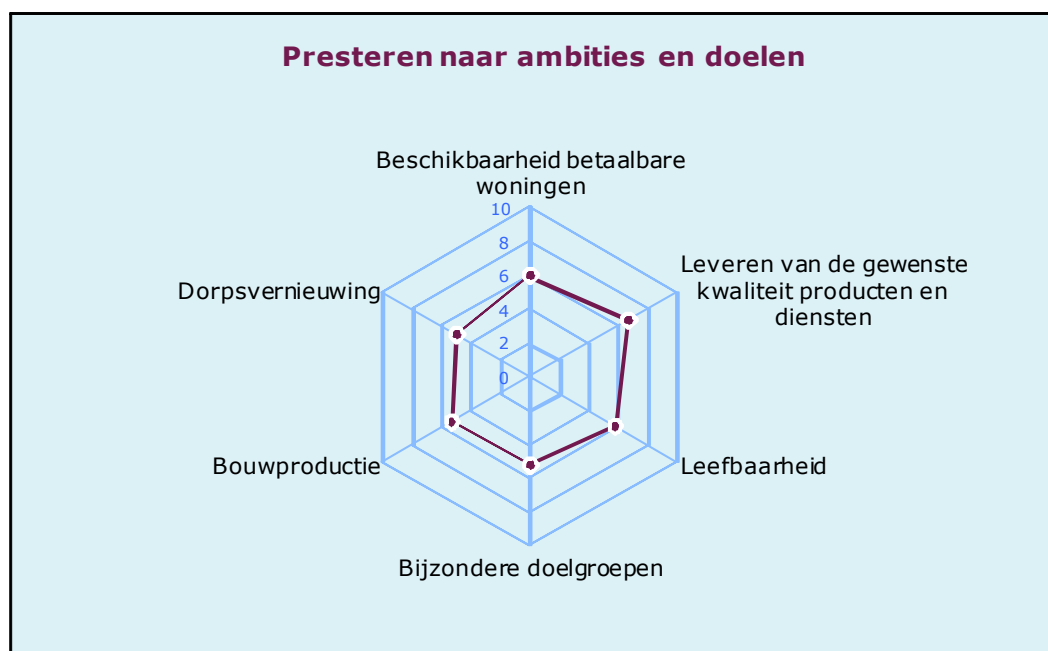 Presteren naar ambities en doelen
Beschikbaarheid betaalbare
woningen
10
8
6
4
2
0
Leveren van de gewenste
kwaliteit producten en
diensten
Dorpsvernieuwing
Bouwproductie
Leefbaarheid
Bijzondere doelgroepen